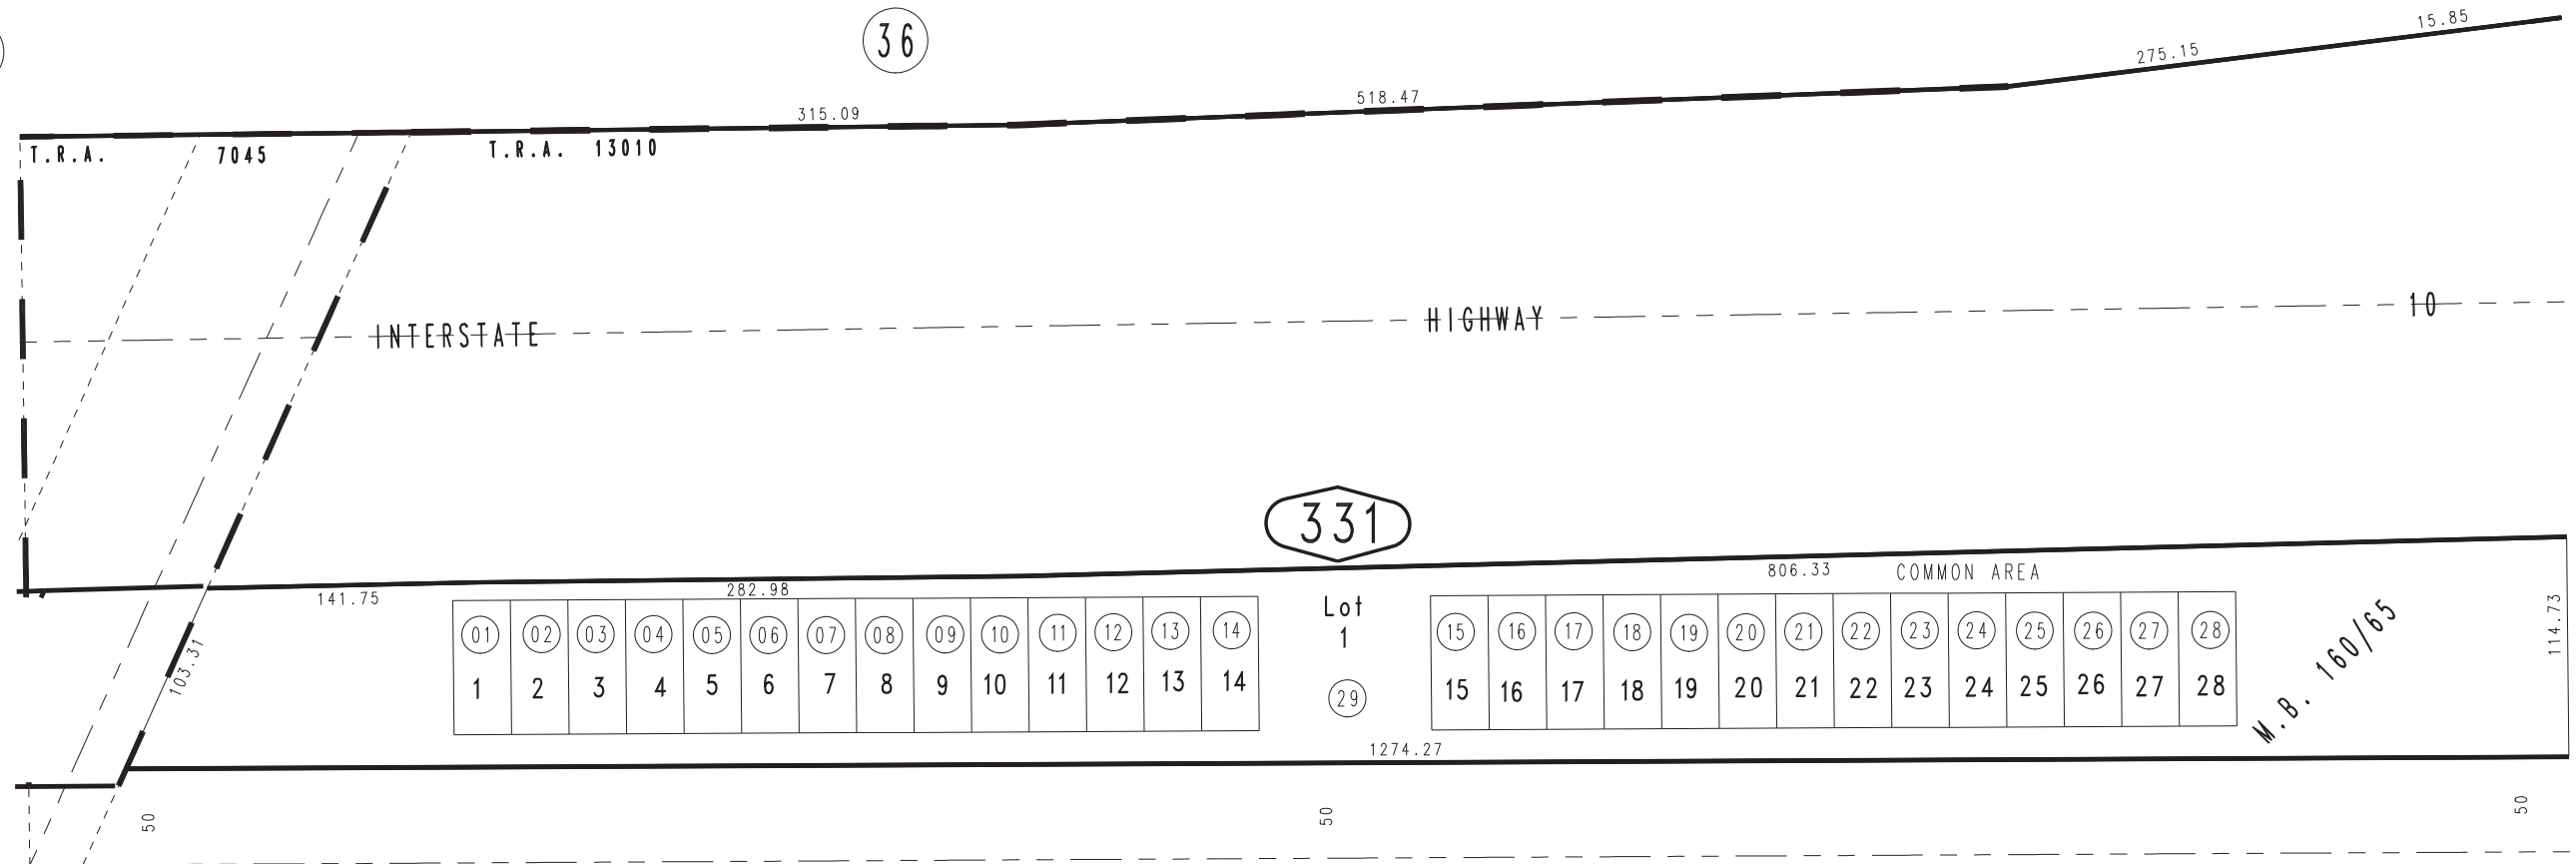 36
15.85
275.15
518.47
315.09
T.R.A. 7045 T.R.A. 13010
INTERSTATE HIGHWAY 10
331
806.33 COMMON AREA
141.75 282.98
01 02 03 04 05 06 07 08 09 10 11 12 13 14
Lot
1
15 16 17 18 19 20 21 22 23 24 25 26 27 28
1 2 3 4 5 6 7 8 9 10 11 12 13 14
29
15 16 17 18 19 20 21 22 23 24 25 26 27 28
103.31
M.B. 160/65
114.73
1274.27
50 50 50